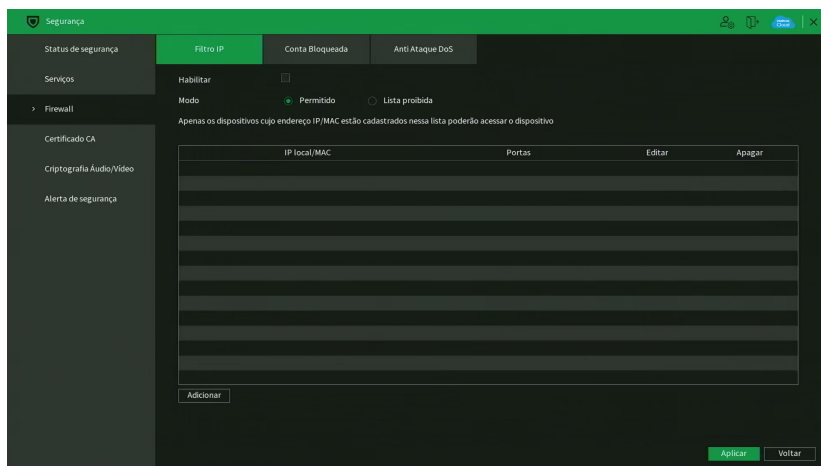 Segurança
Status de segurança
Serviços
Firewall
Certificado CA
Criptografia Áudio/Vídeo
Alerta de segurança
Filtro IP
Conta Bloqueada
Anti Ataque DoS
Habilitar
Modo
Permitido
Lista proibida
Apenas os dispositivos cujo endereço IP/MAC estão cadastrados nessa lista poderão acessar o dispositivo
IP local/MAC
Portas
Editar
Apagar
Adicionar
Aplicar
Voltar